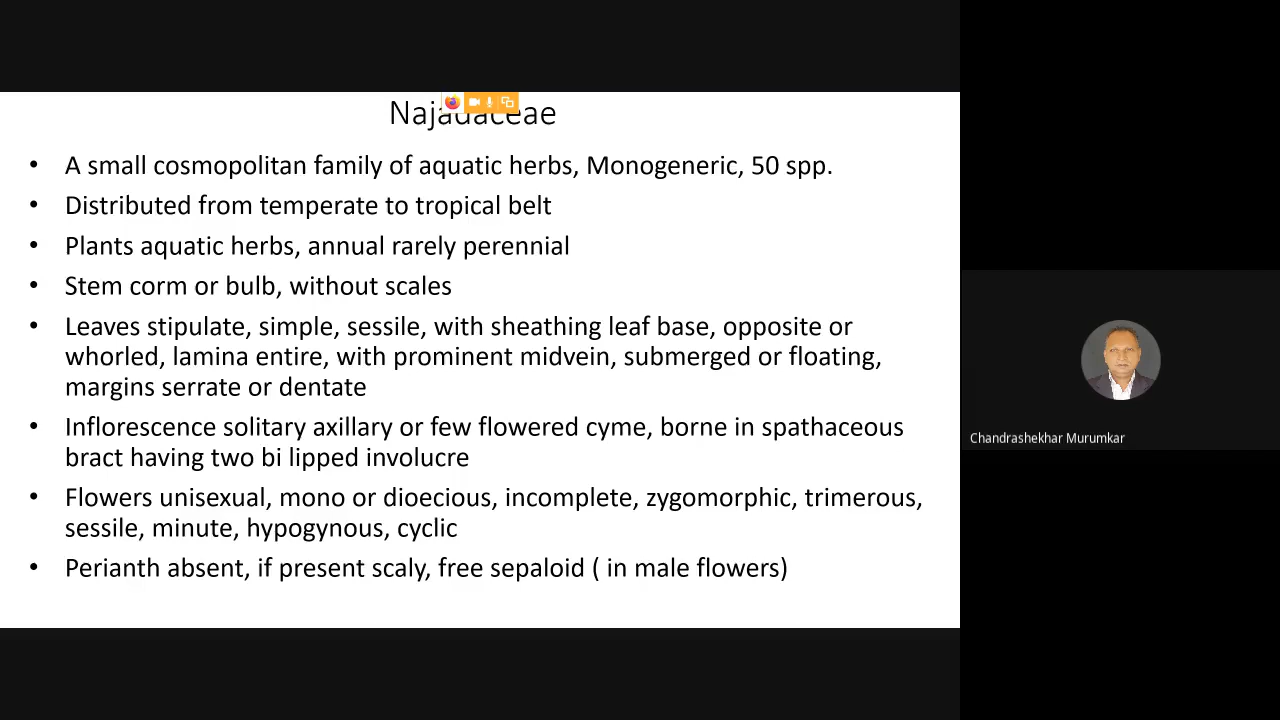 Najadaceae
• A small cosmopolitan family of aquatic herbs, Monogeneric, 50 spp.
• Distributed from temperate to tropical belt
• Plants aquatic herbs, annual rarely perennial
• Stem corm or bulb, without scales
• Leaves stipulate, simple, sessile, with sheathing leaf base, opposite or
whorled, lamina entire, with prominent midvein, submerged or floating,
margins serrate or dentate
• Inflorescence solitary axillary or few flowered cyme, borne in spathaceous
bract having two bi lipped involucre
• Flowers unisexual, mono or dioecious, incomplete, zygomorphic, trimerous,
sessile, minute, hypogynous, cyclic
• Perianth absent, if present scaly, free sepaloid ( in male flowers)
Chandrashekhar Murumkar